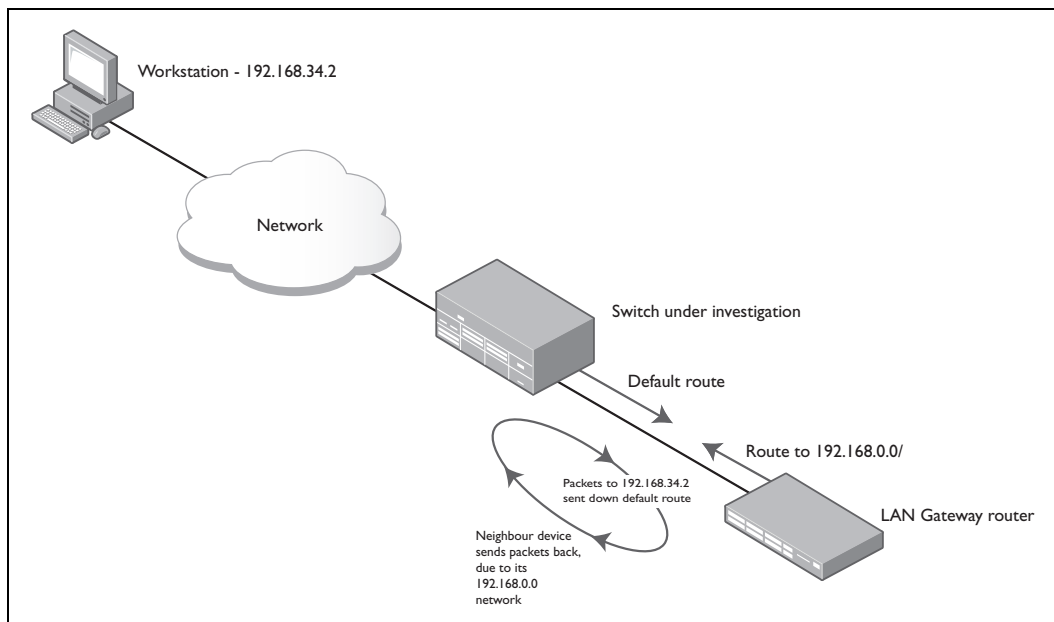 Workstation - 192.168.34.2
Network
Switch under investigation
Default route
Route to 192.168.0.0/
Packets to 192.168.34.2
sent down default route
LAN Gateway router
Neighbour device
sends packets back,
due to its
192.168.0.0
network